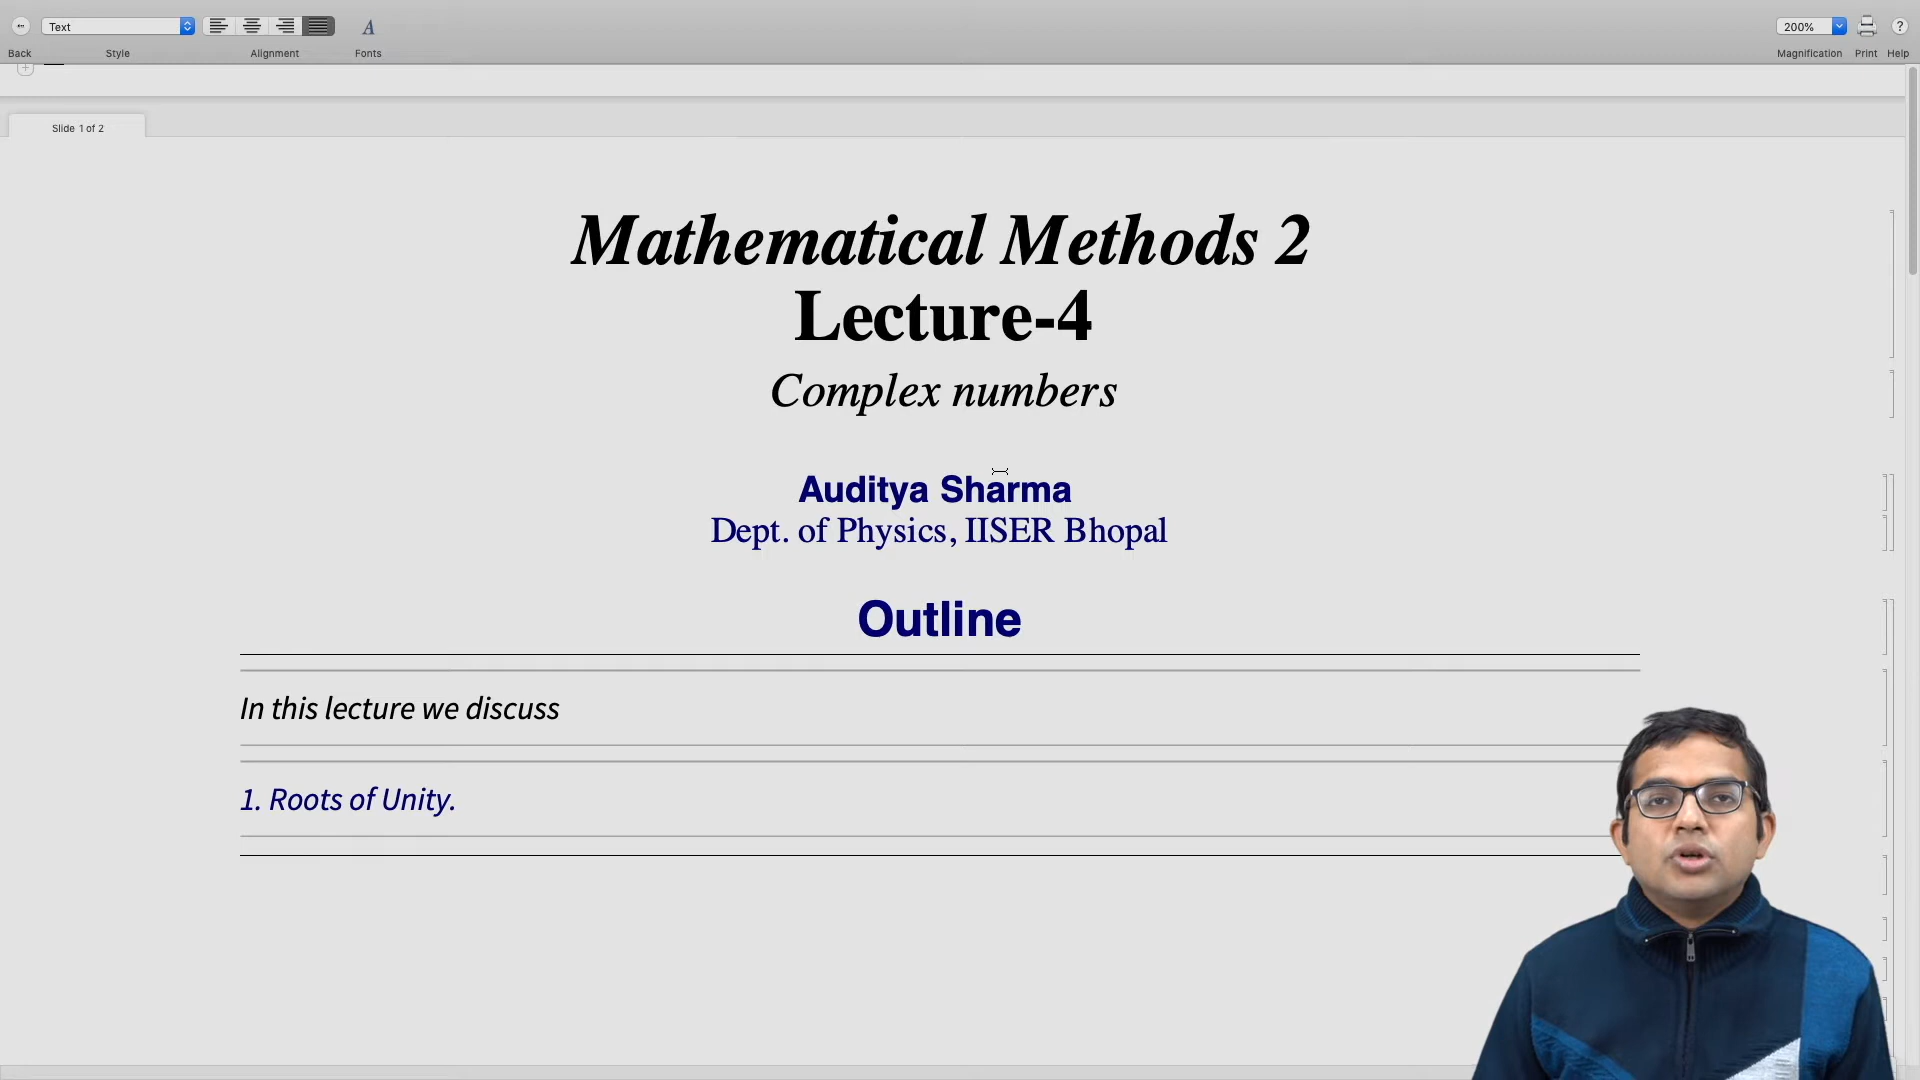 Text
200%
Back
Style
Alignment
Fonts
Magnification
Print
Help
Slide 1 of 2
Mathematical Methods 2
Lecture-4
Complex numbers
Auditya Sharma
Dept. of Physics, IISER Bhopal
Outline
In this lecture we discuss
1. Roots of Unity.